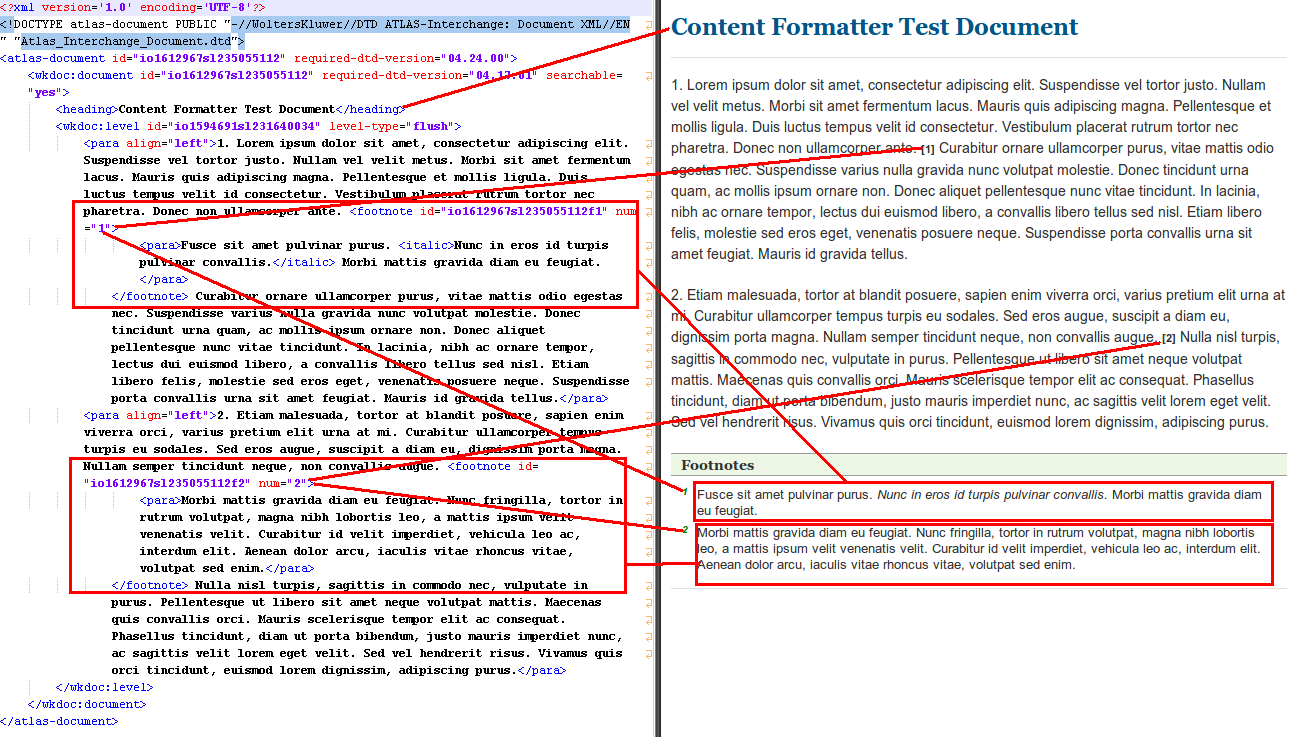 <?xml version='1.0' encoding='UTF-8'?>
<!DOCTYPE atlas-document PUBLIC "-//WoltersKluwer//DTD ATLAS-Interchange: Document XML//EN
" "Atlas_Interchange_Document.dtd">
<atlas-document id="io1612967sl235055112" required-dtd-version="04.24.00">
<wkdoc:document id="io1612967sl235055112" required-dtd-version="04.17.01" searchable=
"yes">
<heading>Content Formatter Test Document</heading>
<wkdoc:level id="io1594691sl231640034" level-type="flush">
<para align="left">1. Lorem ipsum dolor sit amet, consectetur adipiscing elit.
Suspendisse vel tortor justo. Nullam vel velit metus. Morbi sit amet fermentum
lacus. Mauris quis adipiscing magna. Pellentesque et mollis ligula. Duis
luctus tempus velit id consectetur. Vestibulum placerat rutrum tortor nec
pharetra. Donec non ullamcorper ante. <footnote id="io1612967sl235055112f1" num
="1">
<para>Fusce sit amet pulvinar purus. <italic>Nunc in eros id turpis
pulvinar convallis.</italic> Morbi mattis gravida diam eu feugiat.
</para>
</footnote> Curabitur ornare ullamcorper purus, vitae mattis odio egestas
nec. Suspendisse varius nulla gravida nunc volutpat molestie. Donec
tincidunt urna quam, ac mollis ipsum ornare non. Donec aliquet
pellentesque nunc vitae tincidunt. In lacinia, nibh ac ornare tempor,
lectus dui euismod libero, a convallis libero tellus sed nisl. Etiam
libero felis, molestie sed eros eget, venenatis posuere neque. Suspendisse
porta convallis urna sit amet feugiat. Mauris id gravida tellus.</para>
<para align="left">2. Etiam malesuada, tortor at blandit posuere, sapien enim
viverra orci, varius pretium elit urna at mi. Curabitur ullamcorper tempus
turpis eu sodales. Sed eros augue, suscipit a diam eu, dignissim porta magna.
Nullam semper tincidunt neque, non convallis augue. <footnote id=
"io1612967sl235055112f2" num="2">
<para>Morbi mattis gravida diam eu feugiat. Nunc fringilla, tortor in
rutrum volutpat, magna nibh lobortis leo, a mattis ipsum velit
venenatis velit. Curabitur id velit imperdiet, vehicula leo ac,
interdum elit. Aenean dolor arcu, iaculis vitae rhoncus vitae,
volutpat sed enim.</para>
</footnote> Nulla nisl turpis, sagittis in commodo nec, vulputate in
purus. Pellentesque ut libero sit amet neque volutpat mattis. Maecenas
quis convallis orci. Mauris scelerisque tempor elit ac consequat.
Phasellus tincidunt, diam ut porta bibendum, justo mauris imperdiet nunc,
ac sagittis velit lorem eget velit. Sed vel hendrerit risus. Vivamus quis
orci tincidunt, euismod lorem dignissim, adipiscing purus.</para>
</wkdoc:level>
</wkdoc:document>
</atlas-document>
Content Formatter Test Document
1. Lorem ipsum dolor sit amet, consectetur adipiscing elit. Suspendisse vel tortor justo. Nullam
vel velit metus. Morbi sit amet fermentum lacus. Mauris quis adipiscing magna. Pellentesque et
mollis ligula. Duis luctus tempus velit id consectetur. Vestibulum placerat rutrum tortor nec
pharetra. Donec non ullamcorper ante. [1] Curabitur ornare ullamcorper purus, vitae mattis odio
egestas nec. Suspendisse varius nulla gravida nunc volutpat molestie. Donec tincidunt urna
quam, ac mollis ipsum ornare non. Donec aliquet pellentesque nunc vitae tincidunt. In lacinia,
nibh ac ornare tempor, lectus dui euismod libero, a convallis libero tellus sed nisl. Etiam libero
felis, molestie sed eros eget, venenatis posuere neque. Suspendisse porta convallis urna sit
amet feugiat. Mauris id gravida tellus.
2. Etiam malesuada, tortor at blandit posuere, sapien enim viverra orci, varius pretium elit urna at
mi. Curabitur ullamcorper tempus turpis eu sodales. Sed eros augue, suscipit a diam eu,
dignissim porta magna. Nullam semper tincidunt neque, non convallis augue. [2] Nulla nisl turpis,
sagittis in commodo nec, vulputate in purus. Pellentesque ut libero sit amet neque volutpat
mattis. Maecenas quis convallis orci. Mauris scelerisque tempor elit ac consequat. Phasellus
tincidunt, diam ut porta bibendum, justo mauris imperdiet nunc, ac sagittis velit lorem eget velit.
Sed vel hendrerit risus. Vivamus quis orci tincidunt, euismod lorem dignissim, adipiscing purus.
Footnotes
1 Fusce sit amet pulvinar purus. Nunc in eros id turpis pulvinar convallis. Morbi mattis gravida diam
eu feugiat.
2 Morbi mattis gravida diam eu feugiat. Nunc fringilla, tortor in rutrum volutpat, magna nibh lobortis
leo, a mattis ipsum velit venenatis velit. Curabitur id velit imperdiet, vehicula leo ac, interdum elit.
Aenean dolor arcu, iaculis vitae rhoncus vitae, volutpat sed enim.